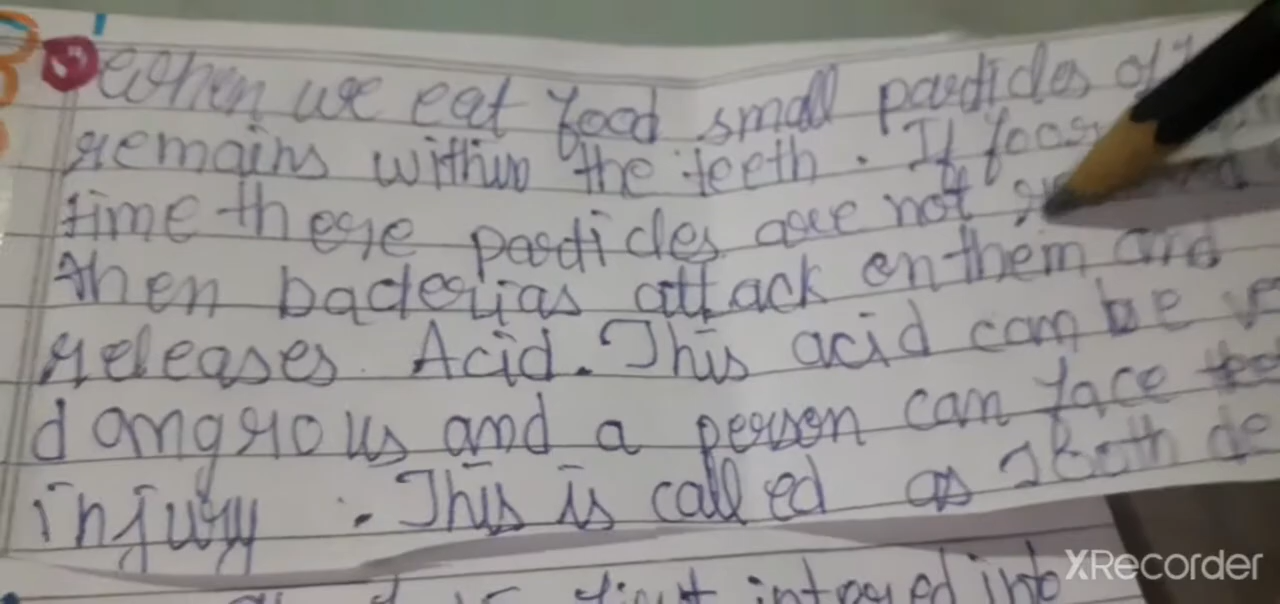 When we eat food small particles of
remains within the teeth. If for
time these particles are not
then bacterias attack on them and
releases Acid. This acid can be
dangrous and a person can face
injury. This is called as
intored into
XRecorder